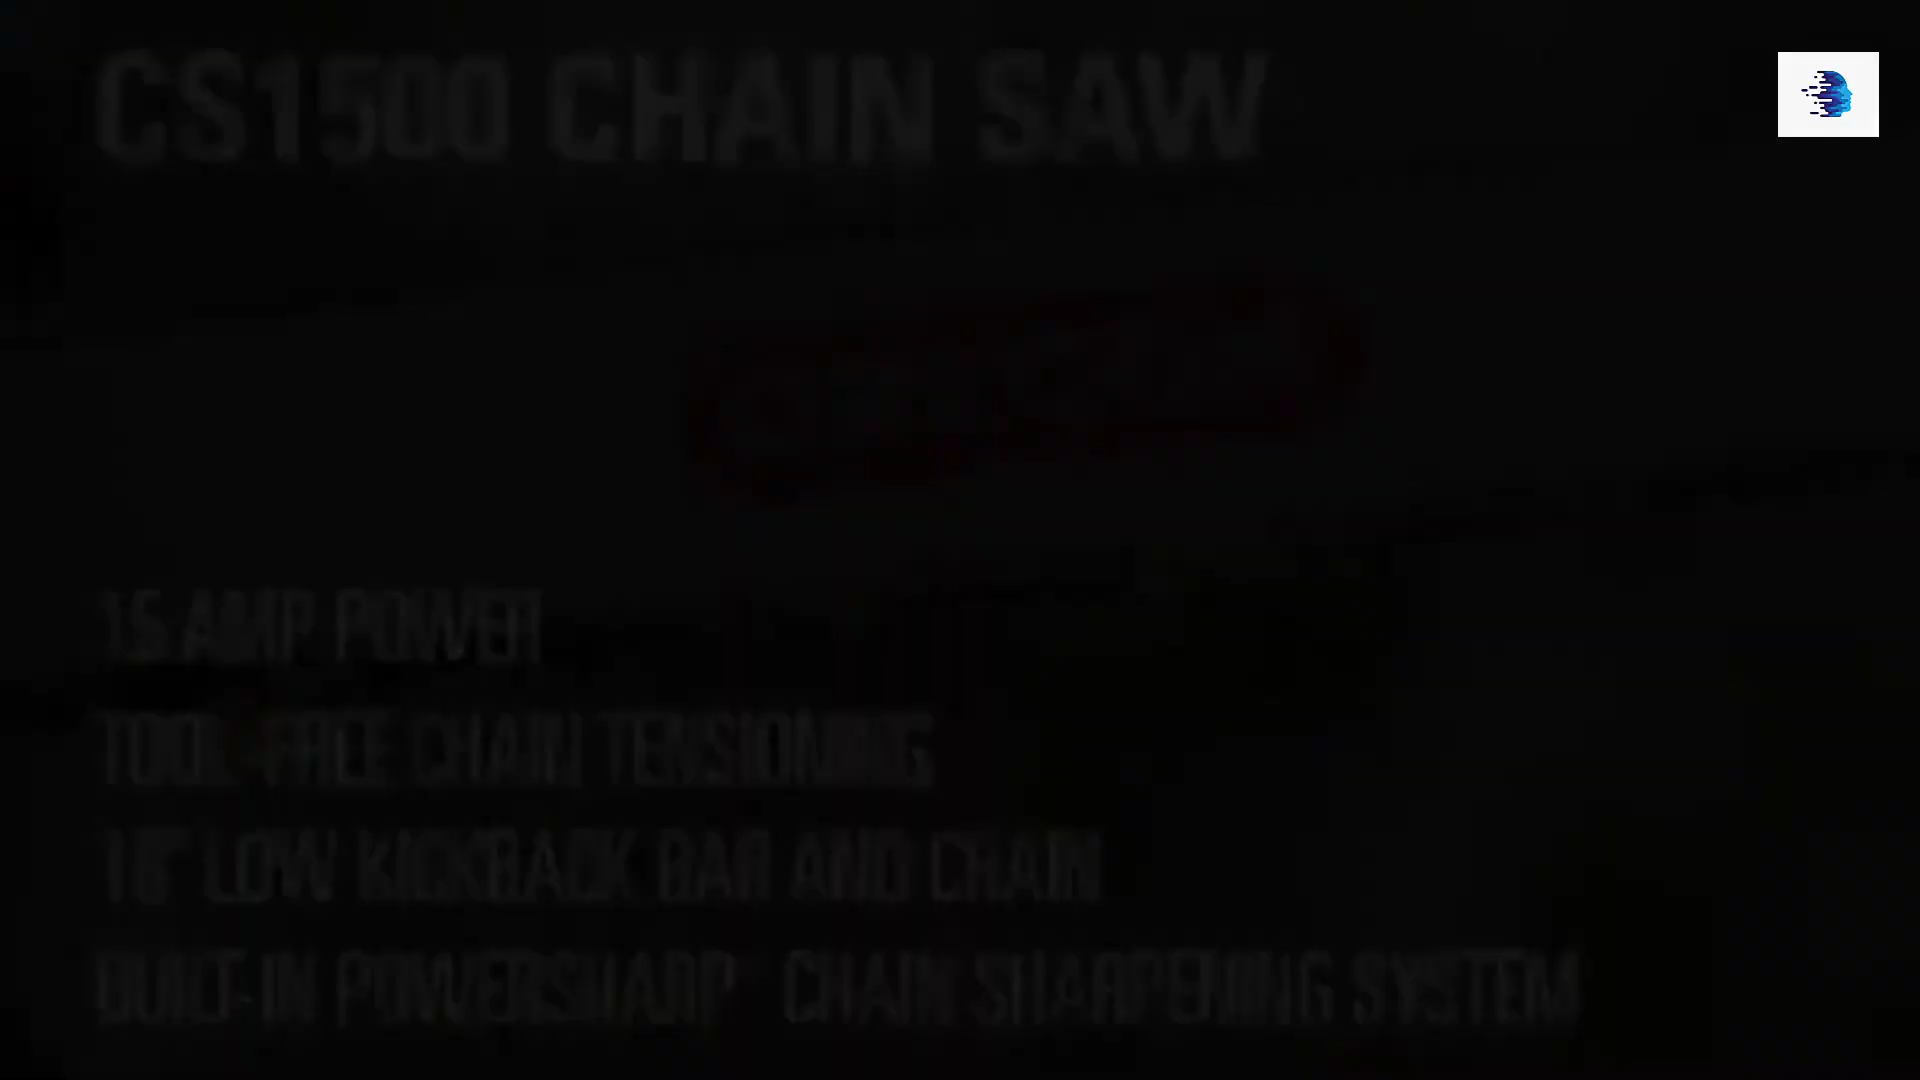 CS1500 CHAIN SAW
15 AMP POWER
TOOL-FREE CHAIN TENSIONING
18" LOW KICKBACK BAR AND CHAIN
BUILT-IN POWERSHARP CHAIN SHARPENING SYSTEM